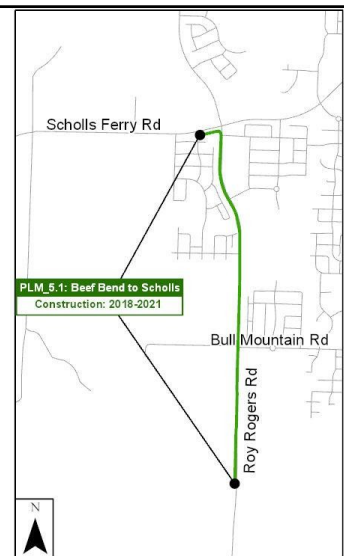 Scholls Ferry Rd
PLM_5.1: Beef Bend to Scholls
Construction: 2018-2021
Bull Mountain Rd
Roy Rogers Rd
N